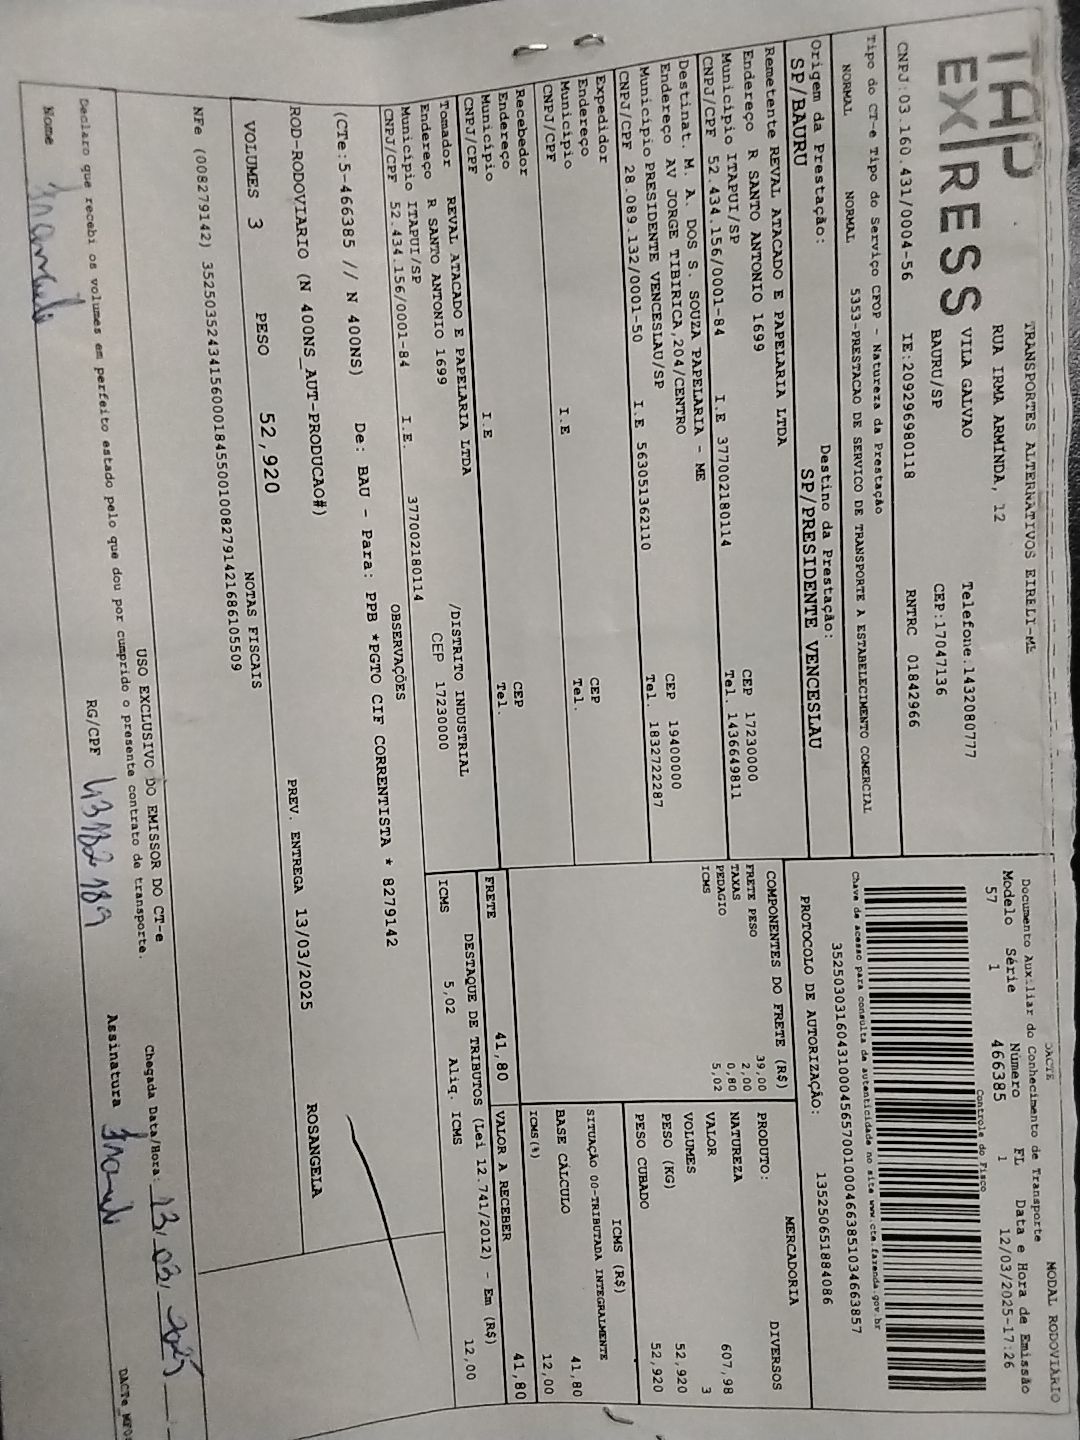 TAP
EXPRESS
TRANSPORTES ALTERNATIVOS EIRELI-ME
RUA IRMA ARMINDA, 12
VILA GALVAO Telefone:1432080777
BAURU/SP CEP:17047136
CNPJ:03.160.431/0004-56 IE:209296980118 RNTRC 01842966
Tipo do CT-e Tipo do Serviço CFOP - Natureza da Prestação
NORMAL NORMAL 5353-PRESTACAO DE SERVICO DE TRANSPORTE A ESTABELECIMENTO COMERCIAL
Origem da Prestação: Destino da Prestação:
SP/BAURU SP/PRESIDENTE VENCESLAU
Remetente REVAL ATACADO E PAPELARIA LTDA
Endereço R SANTO ANTONIO 1699 CEP 17230000
Município ITAPUI/SP Tel. 1436649811
CNPJ/CPF 52.434.156/0001-84 I.E 377002180114
Destinat. M. A. DOS S. SOUZA PAPELARIA - ME
Endereço AV JORGE TIBIRICA,204/CENTRO CEP 19400000
Município PRESIDENTE VENCESLAU/SP Tel. 1832722287
CNPJ/CPF 28.089.132/0001-50 I.E 563051362110
Expedidor
Endereço CEP
Município Tel.
CNPJ/CPF I.E
Recebedor
Endereço CEP
Município Tel.
CNPJ/CPF I.E
Tomador REVAL ATACADO E PAPELARIA LTDA
Endereço R SANTO ANTONIO 1699 /DISTRITO INDUSTRIAL
Município ITAPUI/SP CEP 17230000
CNPJ/CPF 52.434.156/0001-84 I.E. 377002180114
DACTE MODAL RODOVIÁRIO
Documento Auxiliar do Conhecimento de Transporte
Modelo Série Número FL Data e Hora de Emissão
57 1 466385 1 12/03/2025-17:26
Controle do Fisco
Chave de acesso para consulta de autenticidade no site www.cte.fazenda.gov.br
35250303160431000456570010004663851034663857
PROTOCOLO DE AUTORIZAÇÃO: 135250651884086
COMPONENTES DO FRETE (R$)
FRETE PESO 39,00
TAXAS 2,00
PEDAGIO 0,80
ICMS 5,02
MERCADORIA
PRODUTO: DIVERSOS
NATUREZA
VALOR 607,98
VOLUMES 3
PESO (KG) 52,920
PESO CUBADO 52,920
ICMS (R$)
SITUAÇÃO 00-TRIBUTADA INTEGRALMENTE
BASE CÁLCULO 41,80
ICMS(%) 12,00
FRETE 41,80 VALOR A RECEBER 41,80
DESTAQUE DE TRIBUTOS (Lei 12.741/2012) - Em (R$)
ICMS 5,02 Aliq. ICMS 12,00
OBSERVAÇÕES
(CTe:5-466385 // N 400NS) De: BAU - Para: PPB *PGTO CIF CORRENTISTA * 8279142
ROD-RODOVIARIO (N 400NS_AUT-PRODUCAO#)
PREV. ENTREGA 13/03/2025 ROSANGELA
VOLUMES 3 PESO 52,920
NOTAS FISCAIS
NFe (008279142) 35250352434156000184550010082791421686105509
USO EXCLUSIVO DO EMISSOR DO CT-e
Declaro que recebi os volumes em perfeito estado pelo que dou por cumprido o presente contrato de transporte.
Chegada Data/Hora: 13/03/2025
Nome RG/CPF Assinatura